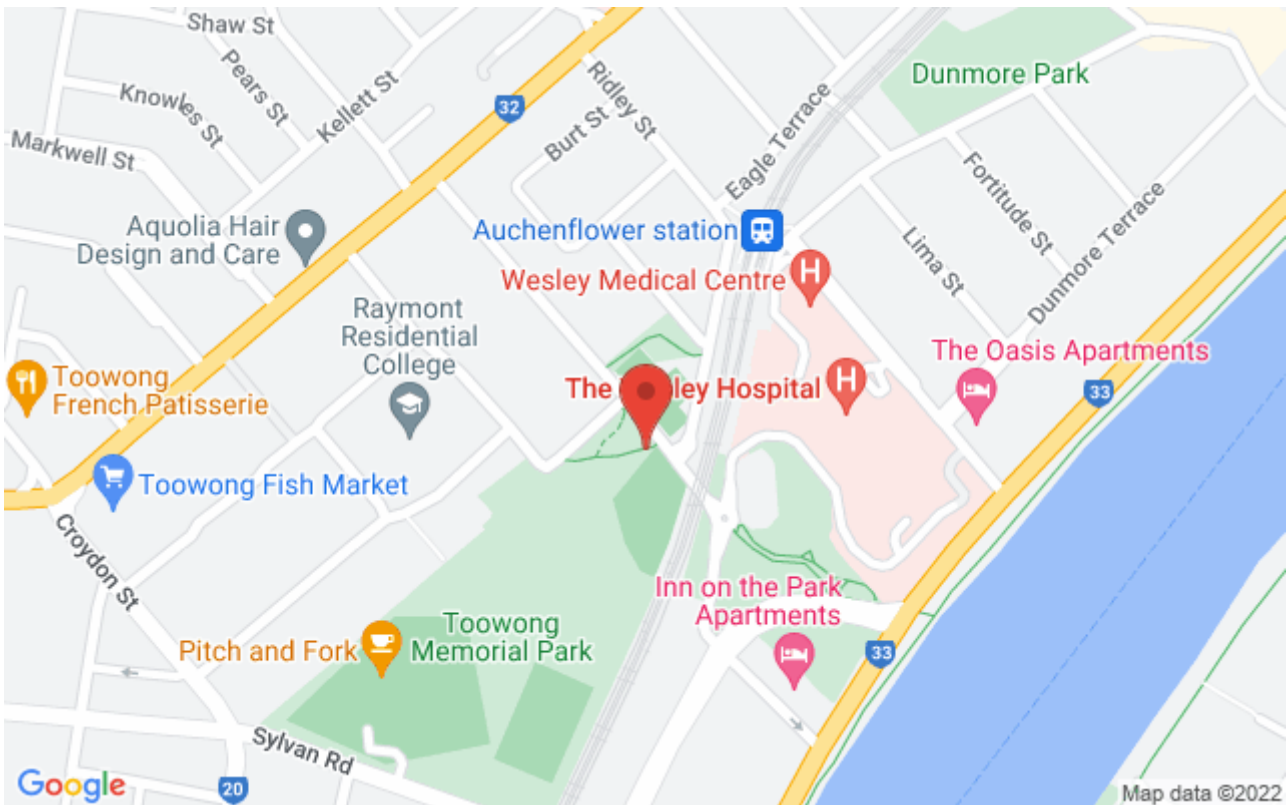 Shaw St
Pears St
Kellett St
Knowles St
Markwell St
32
Ridley St
Burt St
Eagle Terrace
Dunmore Park
Fortitude St
Lima St
Dunmore Terrace
Aquolia Hair
Design and Care
Auchenflower station
Wesley Medical Centre
H
Raymont
Residential
College
The Oasis Apartments
Toowong
French Patisserie
The
ley Hospital
H
33
Toowong Fish Market
Croydon St
Inn on the Park
Apartments
Pitch and Fork
Toowong
Memorial Park
33
Sylvan Rd
20
Google
Map data ©2022